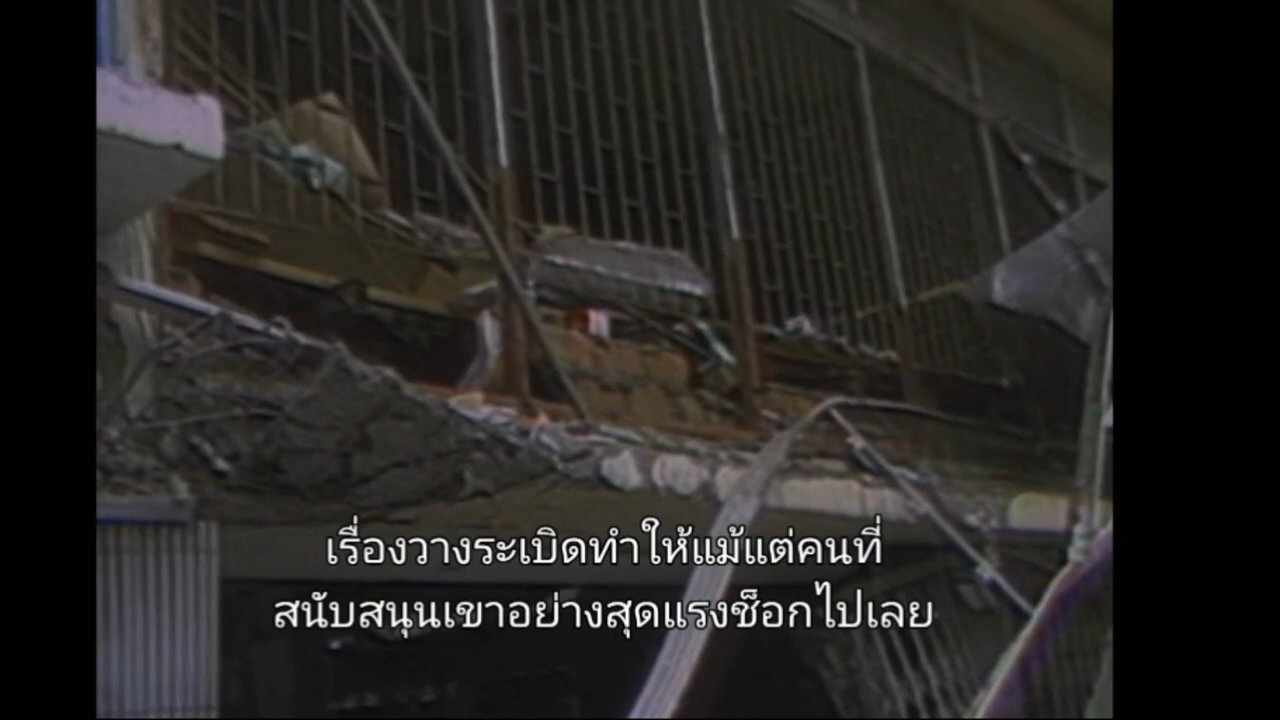 เรื่องวางระเบิดทำให้แม้แต่คนที่
สนับสนุนเขาอย่างสุดแรงช็อกไปเลย